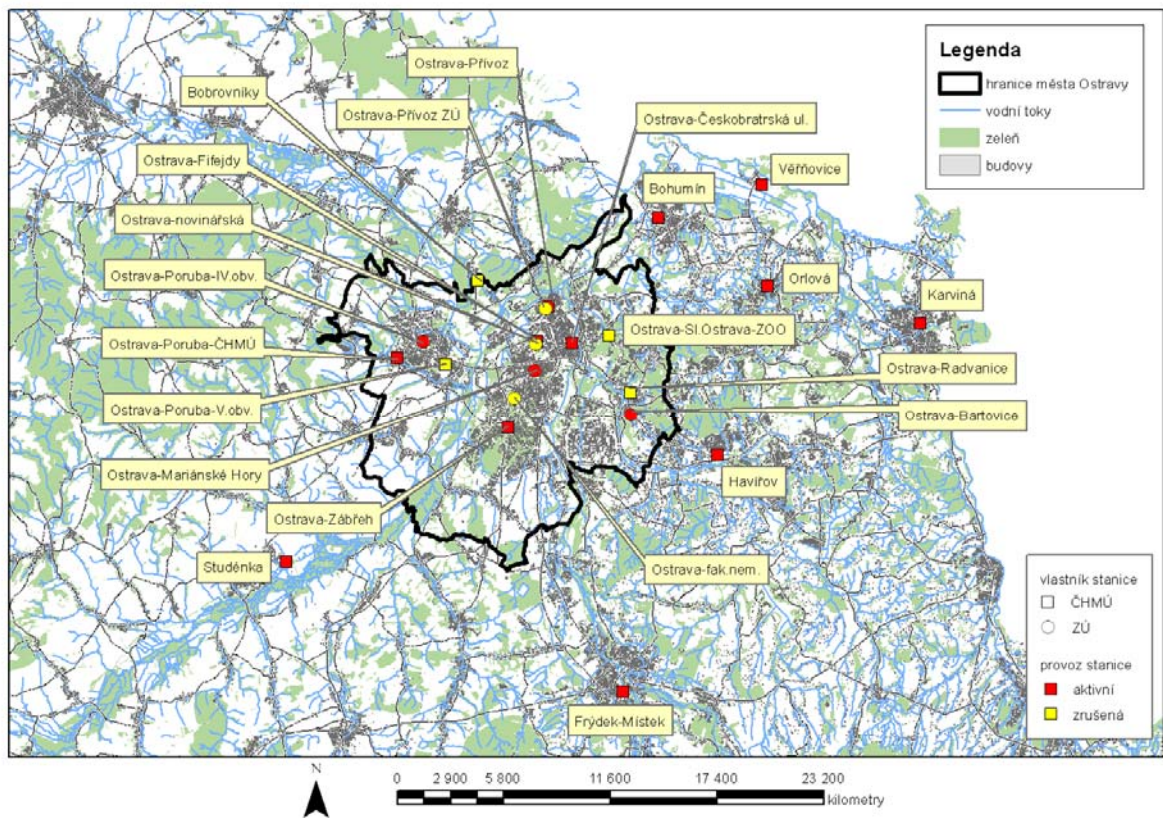 Ostrava-Přívoz
Bobrovníky
Ostrava-Přívoz ZÚ
Ostrava-Českobratrská ul.
Ostrava-Fifejdy
Věřňovice
Bohumín
Ostrava-novinářská
Ostrava-Poruba-IV.obv.
Orlová
Karviná
Ostrava-Sl.Ostrava-ZOO
Ostrava-Poruba-ČHMÚ
Ostrava-Radvanice
Ostrava-Poruba-V.obv.
Ostrava-Bartovice
Ostrava-Mariánské Hory
Havířov
Ostrava-Zábřeh
Studénka
Ostrava-fak.nem.
Frýdek-Místek
Legenda
hranice města Ostravy
vodní toky
zeleň
budovy
vlastník stanice
ČHMÚ
ZÚ
provoz stanice
aktivní
zrušená
N
0 2 900 5 800 11 600 17 400 23 200
kilometry